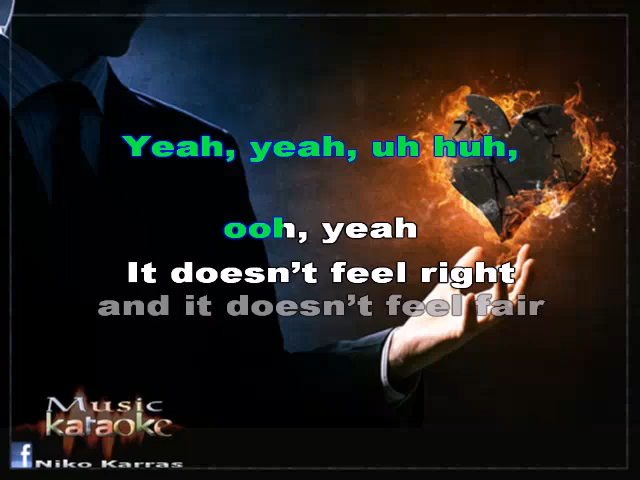 Yeah, yeah, uh huh,
ooh, yeah
It doesn't feel right
and it doesn't feel fair
Music
karaoke
f Niko Karras